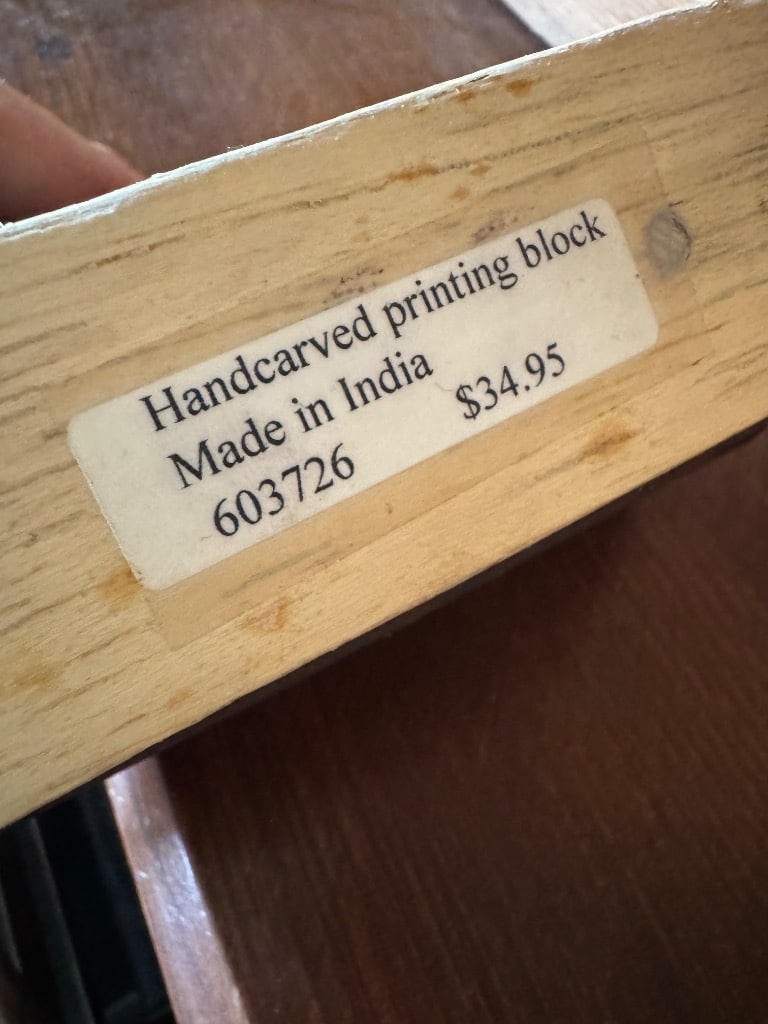 Handcarved printing block
Made in India
$34.95
603726